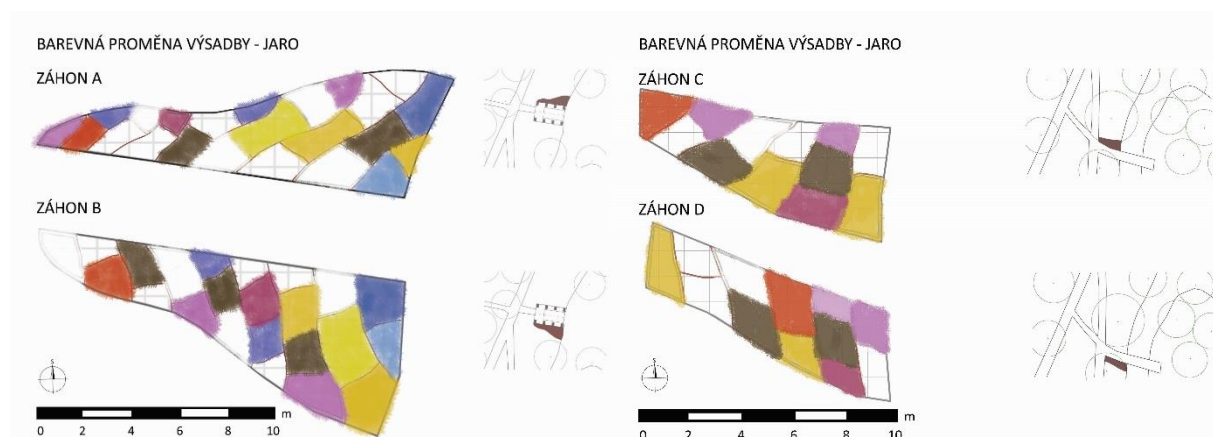 BAREVNÁ PROMĚNA VÝSADBY - JARO
ZÁHON A
ZÁHON B
S
m
0 2 4 6 8 10
BAREVNÁ PROMĚNA VÝSADBY - JARO
ZÁHON C
ZÁHON D
S
m
0 2 4 6 8 10